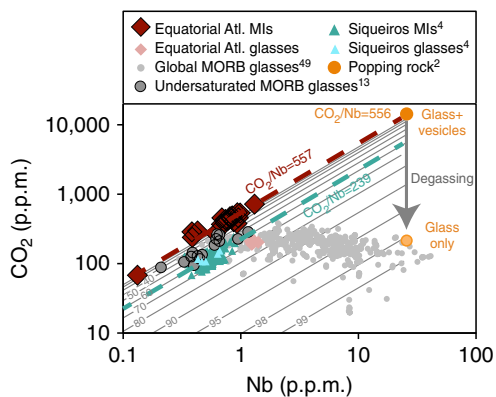 Equatorial Atl. MIs
Siqueiros MIs⁴
Equatorial Atl. glasses
Siqueiros glasses⁴
Global MORB glasses⁴⁹
Popping rock²
Undersaturated MORB glasses¹³
10,000
1,000
100
10
CO₂ (p.p.m.)
CO₂/Nb=556
Glass+
vesicles
CO₂/Nb=557
CO₂/Nb=239
Degassing
Glass
only
40
50
60
70
80
90
95
98
99
0.1
1
10
100
Nb (p.p.m.)